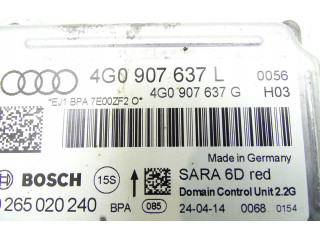 4G0 907 637 L 0056
4G0 907 637 G H03
*EJ1 BPA 7E00ZF2 O*
Made in Germany
BOSCH 15S SARA 6D red
Domain Control Unit 2.2G
265 020 240 BPA 085 24-04-14 0068 0154